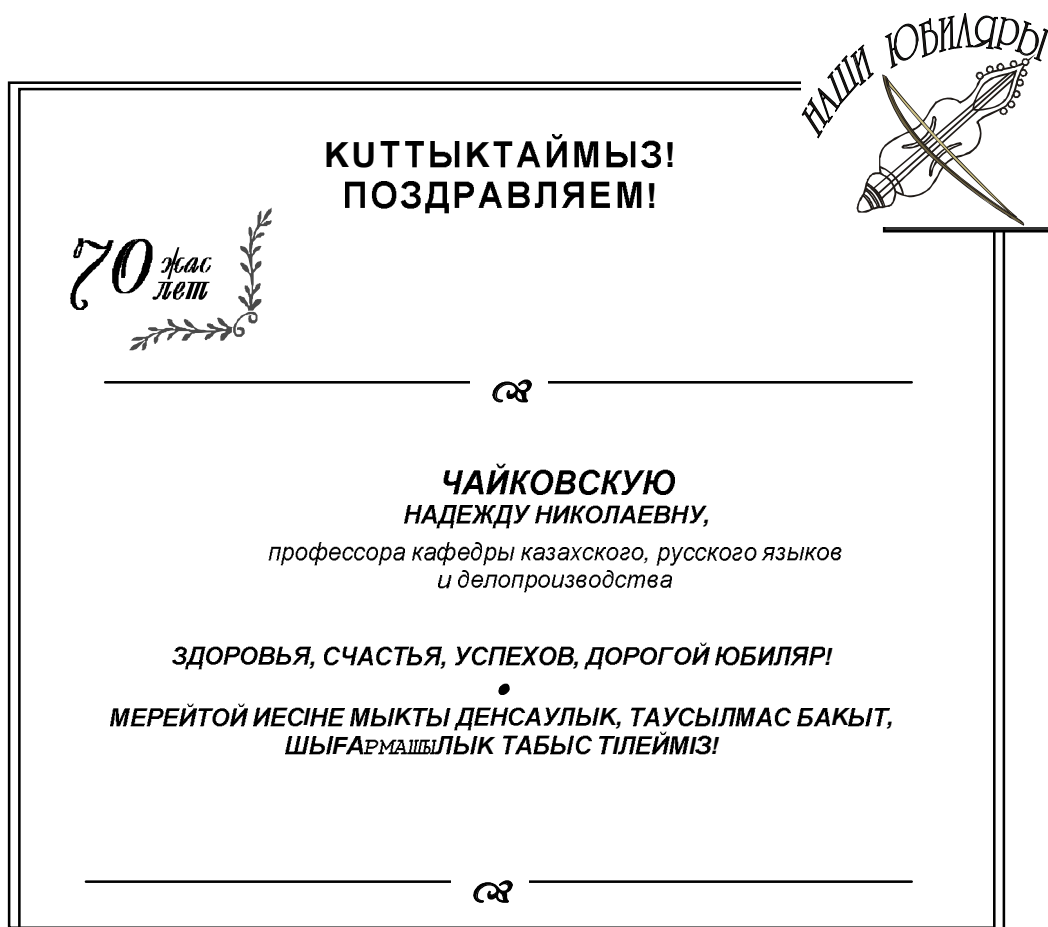 НАШИ ЮБИЛЯРЫ
КUТТЫКТАЙМЫЗ!
ПОЗДРАВЛЯЕМ!
70 жас
лет
ЧАЙКОВСКУЮ
НАДЕЖДУ НИКОЛАЕВНУ,
профессора кафедры казахского, русского языков
и делопроизводства
ЗДОРОВЬЯ, СЧАСТЬЯ, УСПЕХОВ, ДОРОГОЙ ЮБИЛЯР!
•
МЕРЕЙТОЙ ИЕСІНЕ МЫКТЫ ДЕНСАУЛЫК, ТАУСЫЛМАС БАКЫТ,
ШЫҒАРМАШЫЛЫК ТАБЫС ТІЛЕЙМІЗ!